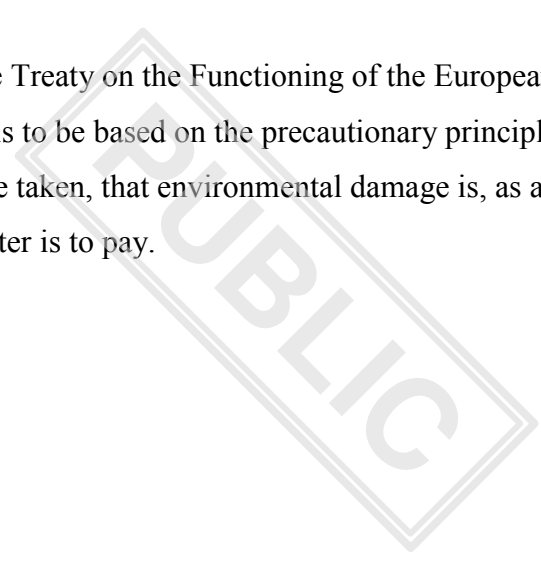 e Treaty on the Functioning of the Europea
is to be based on the precautionary principl
e taken, that environmental damage is, as a
ter is to pay.
PUBLIC